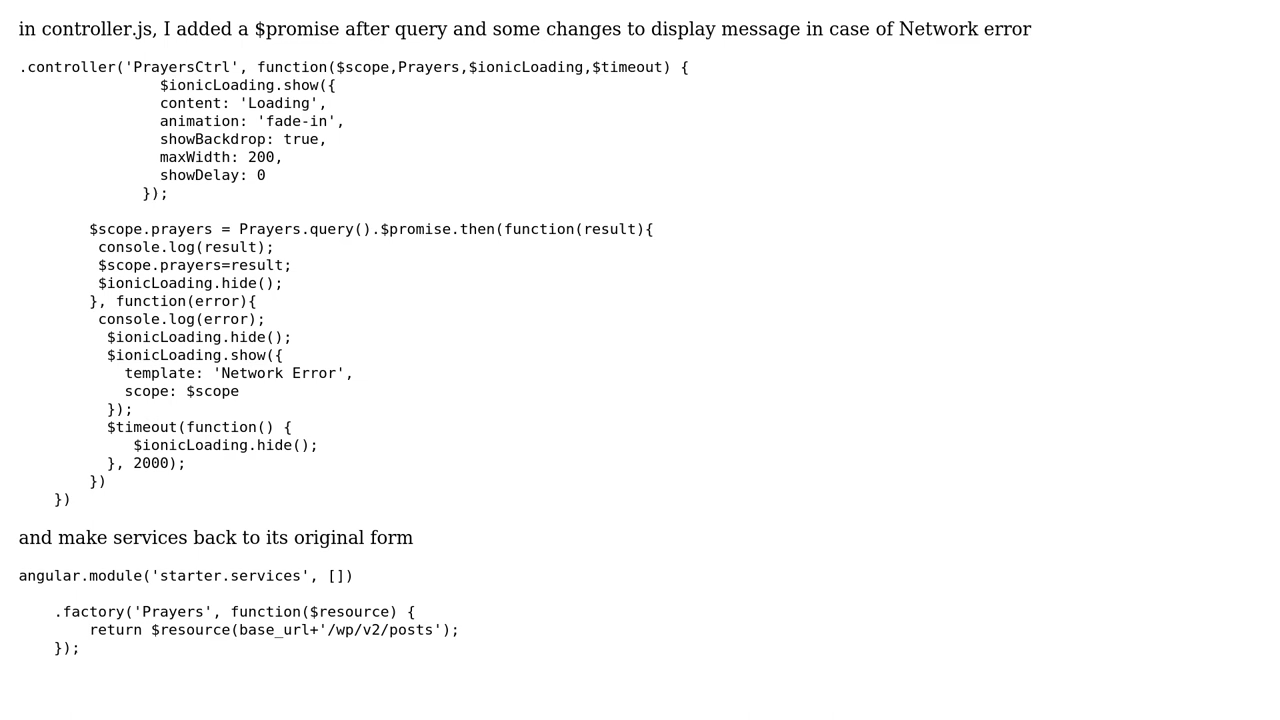 in controller.js, I added a $promise after query and some changes to display message in case of Network error
.controller('PrayersCtrl', function($scope,Prayers,$ionicLoading,$timeout) {
                $ionicLoading.show({
                content: 'Loading',
                animation: 'fade-in',
                showBackdrop: true,
                maxWidth: 200,
                showDelay: 0
              });

        $scope.prayers = Prayers.query().$promise.then(function(result){
         console.log(result);
         $scope.prayers=result;
         $ionicLoading.hide();
        }, function(error){
         console.log(error);
          $ionicLoading.hide();
          $ionicLoading.show({
            template: 'Network Error',
            scope: $scope
          });
          $timeout(function() {
             $ionicLoading.hide();
          }, 2000);
        })
    })
and make services back to its original form
angular.module('starter.services', [])

    .factory('Prayers', function($resource) {
        return $resource(base_url+'/wp/v2/posts');
    });